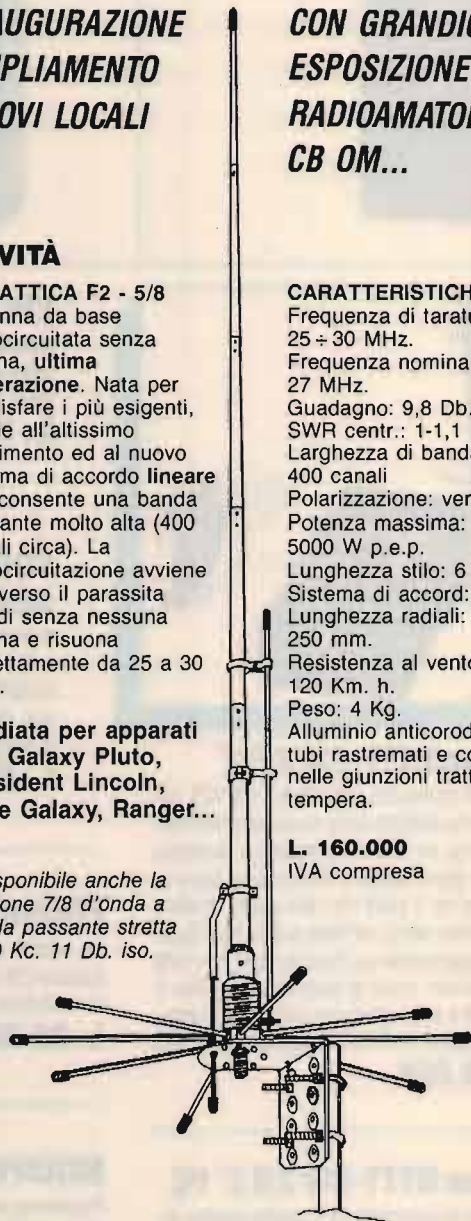 AUGURAZIONE
PLIAMENTO
OVI LOCALI
VITÀ
ATTICA F2 - 5/8
nna da base
ocircuitata senza
na, ultima
erazione. Nata per
isfare i più esigenti,
e all'altissimo
imento ed al nuovo
ma di accordo lineare
consente una banda
ante molto alta (400
li circa). La
ocircuitazione avviene
verso il parassita
di senza nessuna
na e risuona
ettamente da 25 a 30
.
diata per apparati
Galaxy Pluto,
sident Lincoln,
e Galaxy, Ranger...
sponibile anche la
ione 7/8 d'onda a
da passante stretta
0 Kc. 11 Db. iso.
CON GRANDIO
ESPOSIZIONE
RADIOAMATOR
CB OM...
CARATTERISTICH
Frequenza di taratu
25 ÷ 30 MHz.
Frequenza nomina
27 MHz.
Guadagno: 9,8 Db.
SWR centr.: 1-1,1
Larghezza di banda
400 canali
Polarizzazione: ver
Potenza massima:
5000 W p.e.p.
Lunghezza stilo: 6
Sistema di accord:
Lunghezza radiali:
250 mm.
Resistenza al vento
120 Km. h.
Peso: 4 Kg.
Alluminio anticorod
tubi rastremati e co
nelle giunzioni tratt
tempera.
L. 160.000
IVA compresa